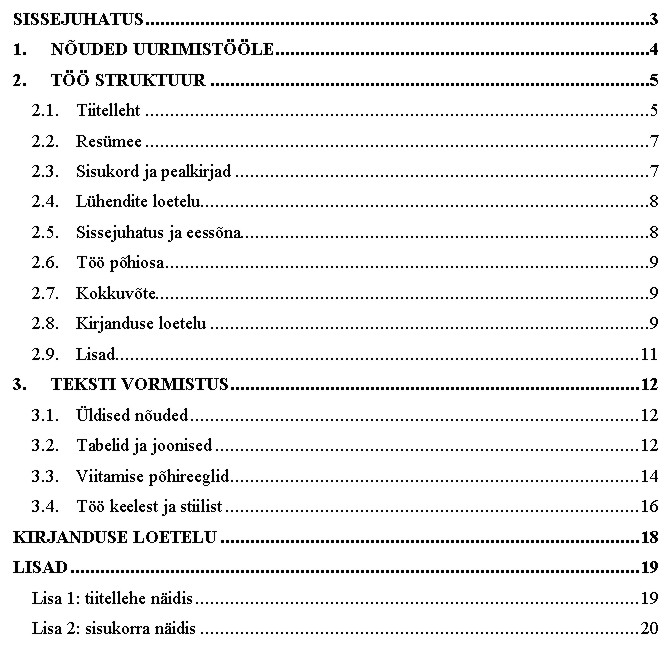 SISSEJUHATUS........................................................................................................3
1. NÕUDED UURIMISTÖÖLE............................................................................4
2. TÖÖ STRUKTUUR .........................................................................................5
2.1. Tiitelleht .......................................................................................................5
2.2. Resümee .......................................................................................................7
2.3. Sisukord ja pealkirjad ...................................................................................7
2.4. Lühendite loetelu..........................................................................................8
2.5. Sissejuhatus ja eessõna.................................................................................8
2.6. Töö põhiosa..................................................................................................9
2.7. Kokkuvõte....................................................................................................9
2.8. Kirjanduse loetelu ........................................................................................9
2.9. Lisad...........................................................................................................11
3. TEKSTI VORMISTUS...................................................................................12
3.1. Üldised nõuded...........................................................................................12
3.2. Tabelid ja joonised .....................................................................................12
3.3. Viitamise põhireeglid..................................................................................14
3.4. Töö keelest ja stiilist ...................................................................................16
KIRJANDUSE LOETELU ..................................................................................18
LISAD .................................................................................................................19
Lisa 1: tiitellehe näidis .......................................................................................19
Lisa 2: sisukorra näidis ......................................................................................20